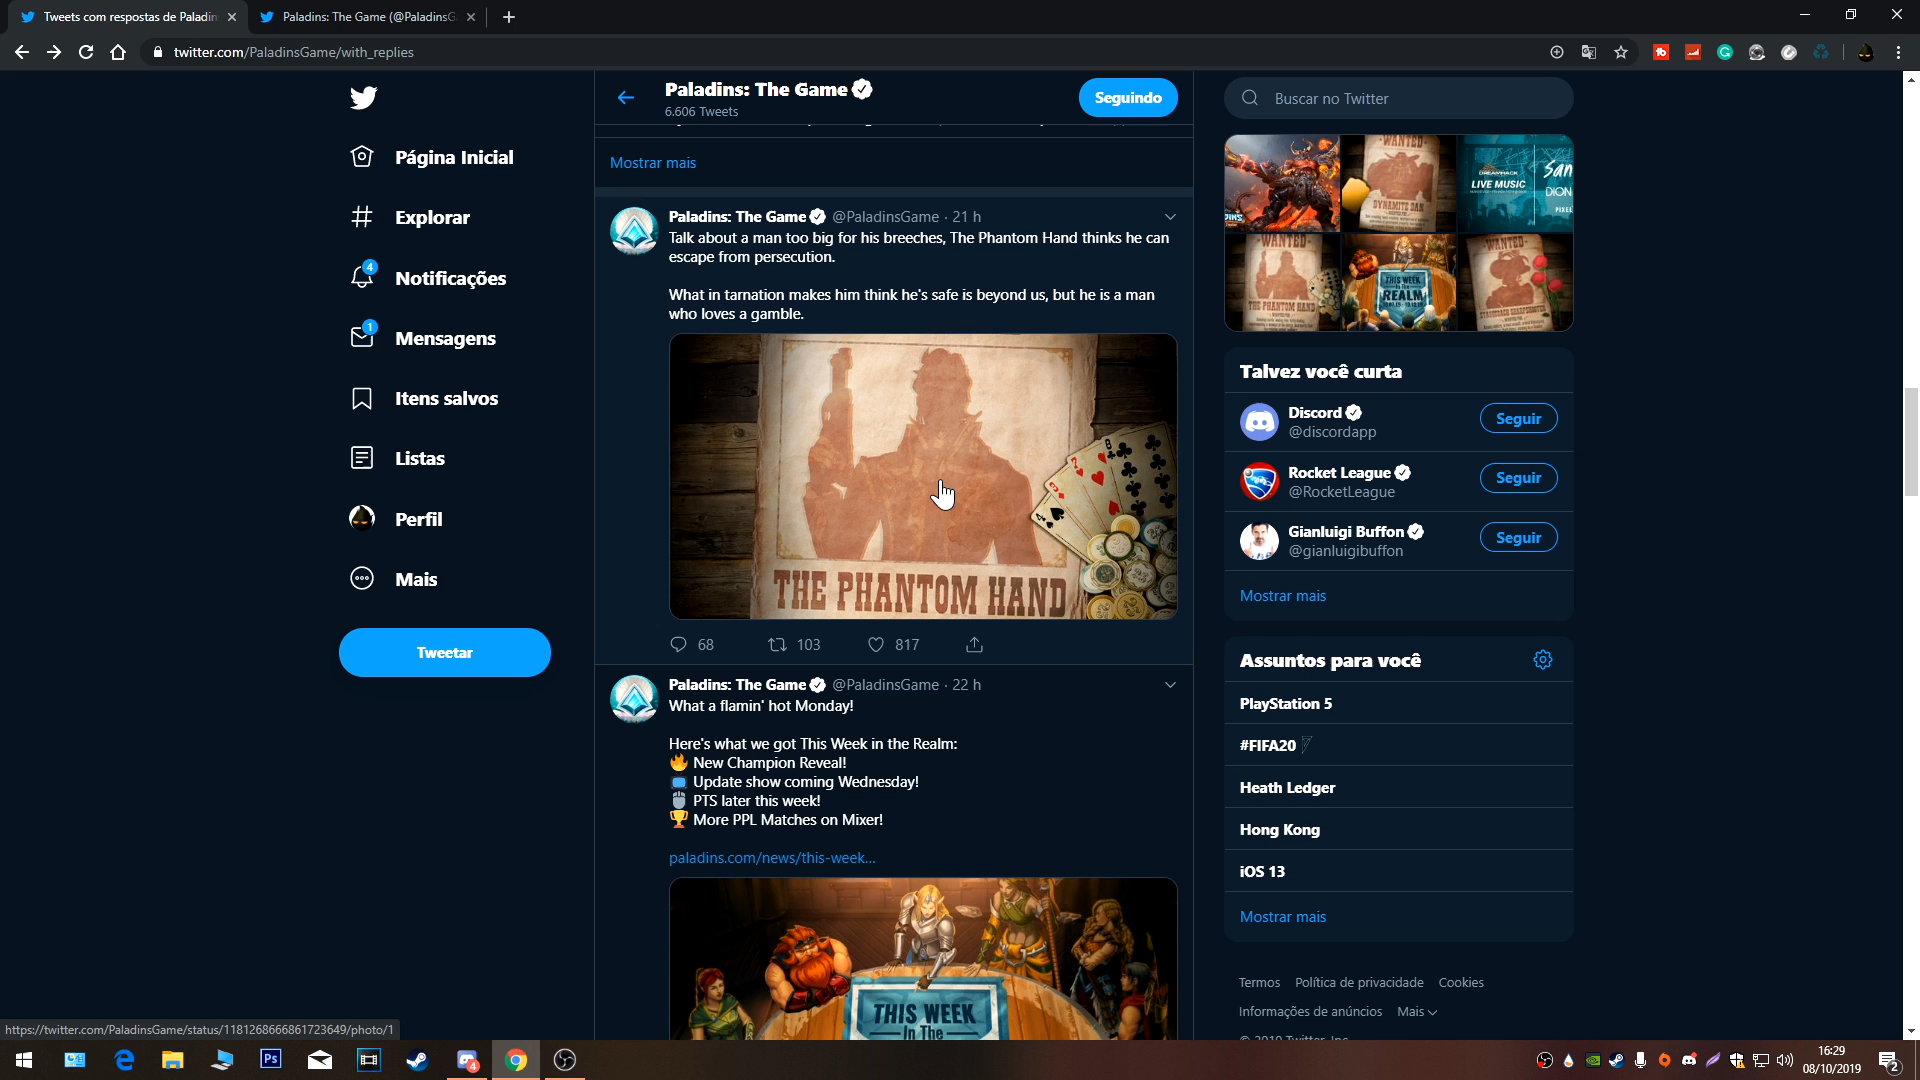 Tweets com respostas de Paladin
Paladins: The Game (@PaladinsG
twitter.com/PaladinsGame/with_replies
Página Inicial
Explorar
4
Notificações
1
Mensagens
Itens salvos
Listas
Perfil
Mais
Tweetar
Paladins: The Game
6.606 Tweets
Seguindo
Mostrar mais
Paladins: The Game @PaladinsGame · 21 h
Talk about a man too big for his breeches, The Phantom Hand thinks he can
escape from persecution.
What in tarnation makes him think he's safe is beyond us, but he is a man
who loves a gamble.
THE PHANTOM HAND
68 103 817
Paladins: The Game @PaladinsGame · 22 h
What a flamin' hot Monday!
Here's what we got This Week in the Realm:
New Champion Reveal!
Update show coming Wednesday!
PTS later this week!
More PPL Matches on Mixer!
paladins.com/news/this-week...
THIS WEEK
In The
Buscar no Twitter
WANTED
DYNAMITE DAN
DREAMHACK
LIVE MUSIC
San
DION
PIXEL
WANTED
THE PHANTOM HAND
THIS WEEK
In The
REALM
WANTED
Talvez você curta
Discord
@discordapp
Seguir
Rocket League
@RocketLeague
Seguir
Gianluigi Buffon
@gianluigibuffon
Seguir
Mostrar mais
Assuntos para você
PlayStation 5
#FIFA20
Heath Ledger
Hong Kong
iOS 13
Mostrar mais
Termos Política de privacidade Cookies
Informações de anúncios Mais
© 2019 Twitter, Inc.
https://twitter.com/PaladinsGame/status/1181268666861723649/photo/1
Ps
4
16:29
08/10/2019
2